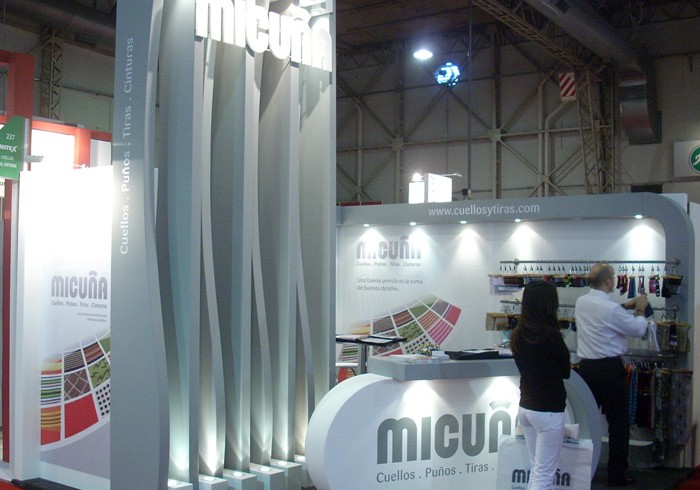 MICUÑA
Cuellos . Puños . Tiras . Cinturas
237
MICUÑA
Cuellos . Puños . Tiras . Cinturas
www.cuellosytiras.com
MICUÑA
Cuellos . Puños . Tiras . Cinturas
Una buena prenda es la suma
de buenos detalles.
MICUÑA
Cuellos . Puños . Tiras .
MICUÑA